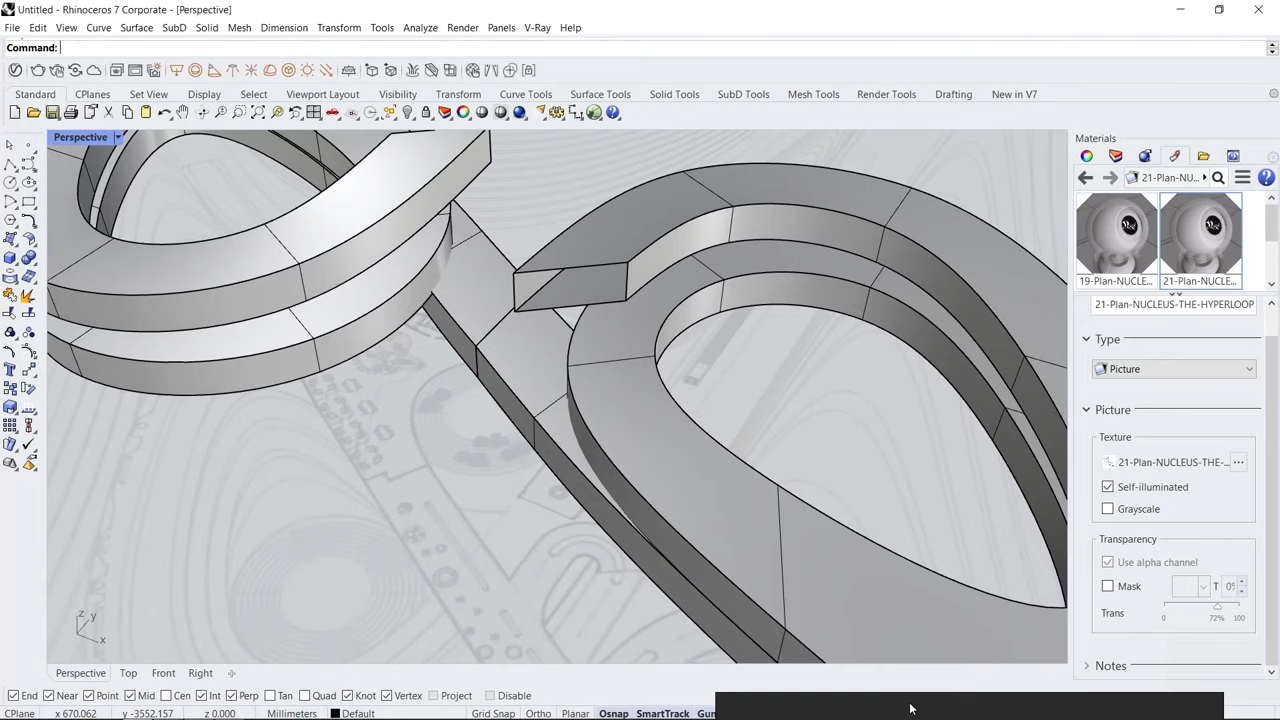 Untitled - Rhinoceros 7 Corporate - [Perspective]
File Edit View Curve Surface Solid SubD Mesh Dimension Transform Tools Analyze Render Panels V-Ray Help
Command:
Standard CPlanes Set View Display Select Viewport Layout Visibility Transform Curve Tools Surface Tools Solid Tools SubD Tools Mesh Tools Render Tools Drafting New in V7
Perspective
Materials
21-Plan-NU...
19-Plan-NUCLE...
21-Plan-NUCLE...
21-Plan-NUCLEUS-THE-HYPERLOOP
Type
Picture
Picture
Texture
21-Plan-NUCLEUS-THE-...
Self-illuminated
Grayscale
Transparency
Use alpha channel
Mask T 0%
Trans 0 72% 100
Notes
z y
x
Perspective Top Front Right
End Near Point Mid Cen Int Perp Tan Quad Knot Vertex Project Disable
CPlane x 670.062 y -3552.157 z 0.000 Millimeters Default Grid Snap Ortho Planar Osnap SmartTrack Gum